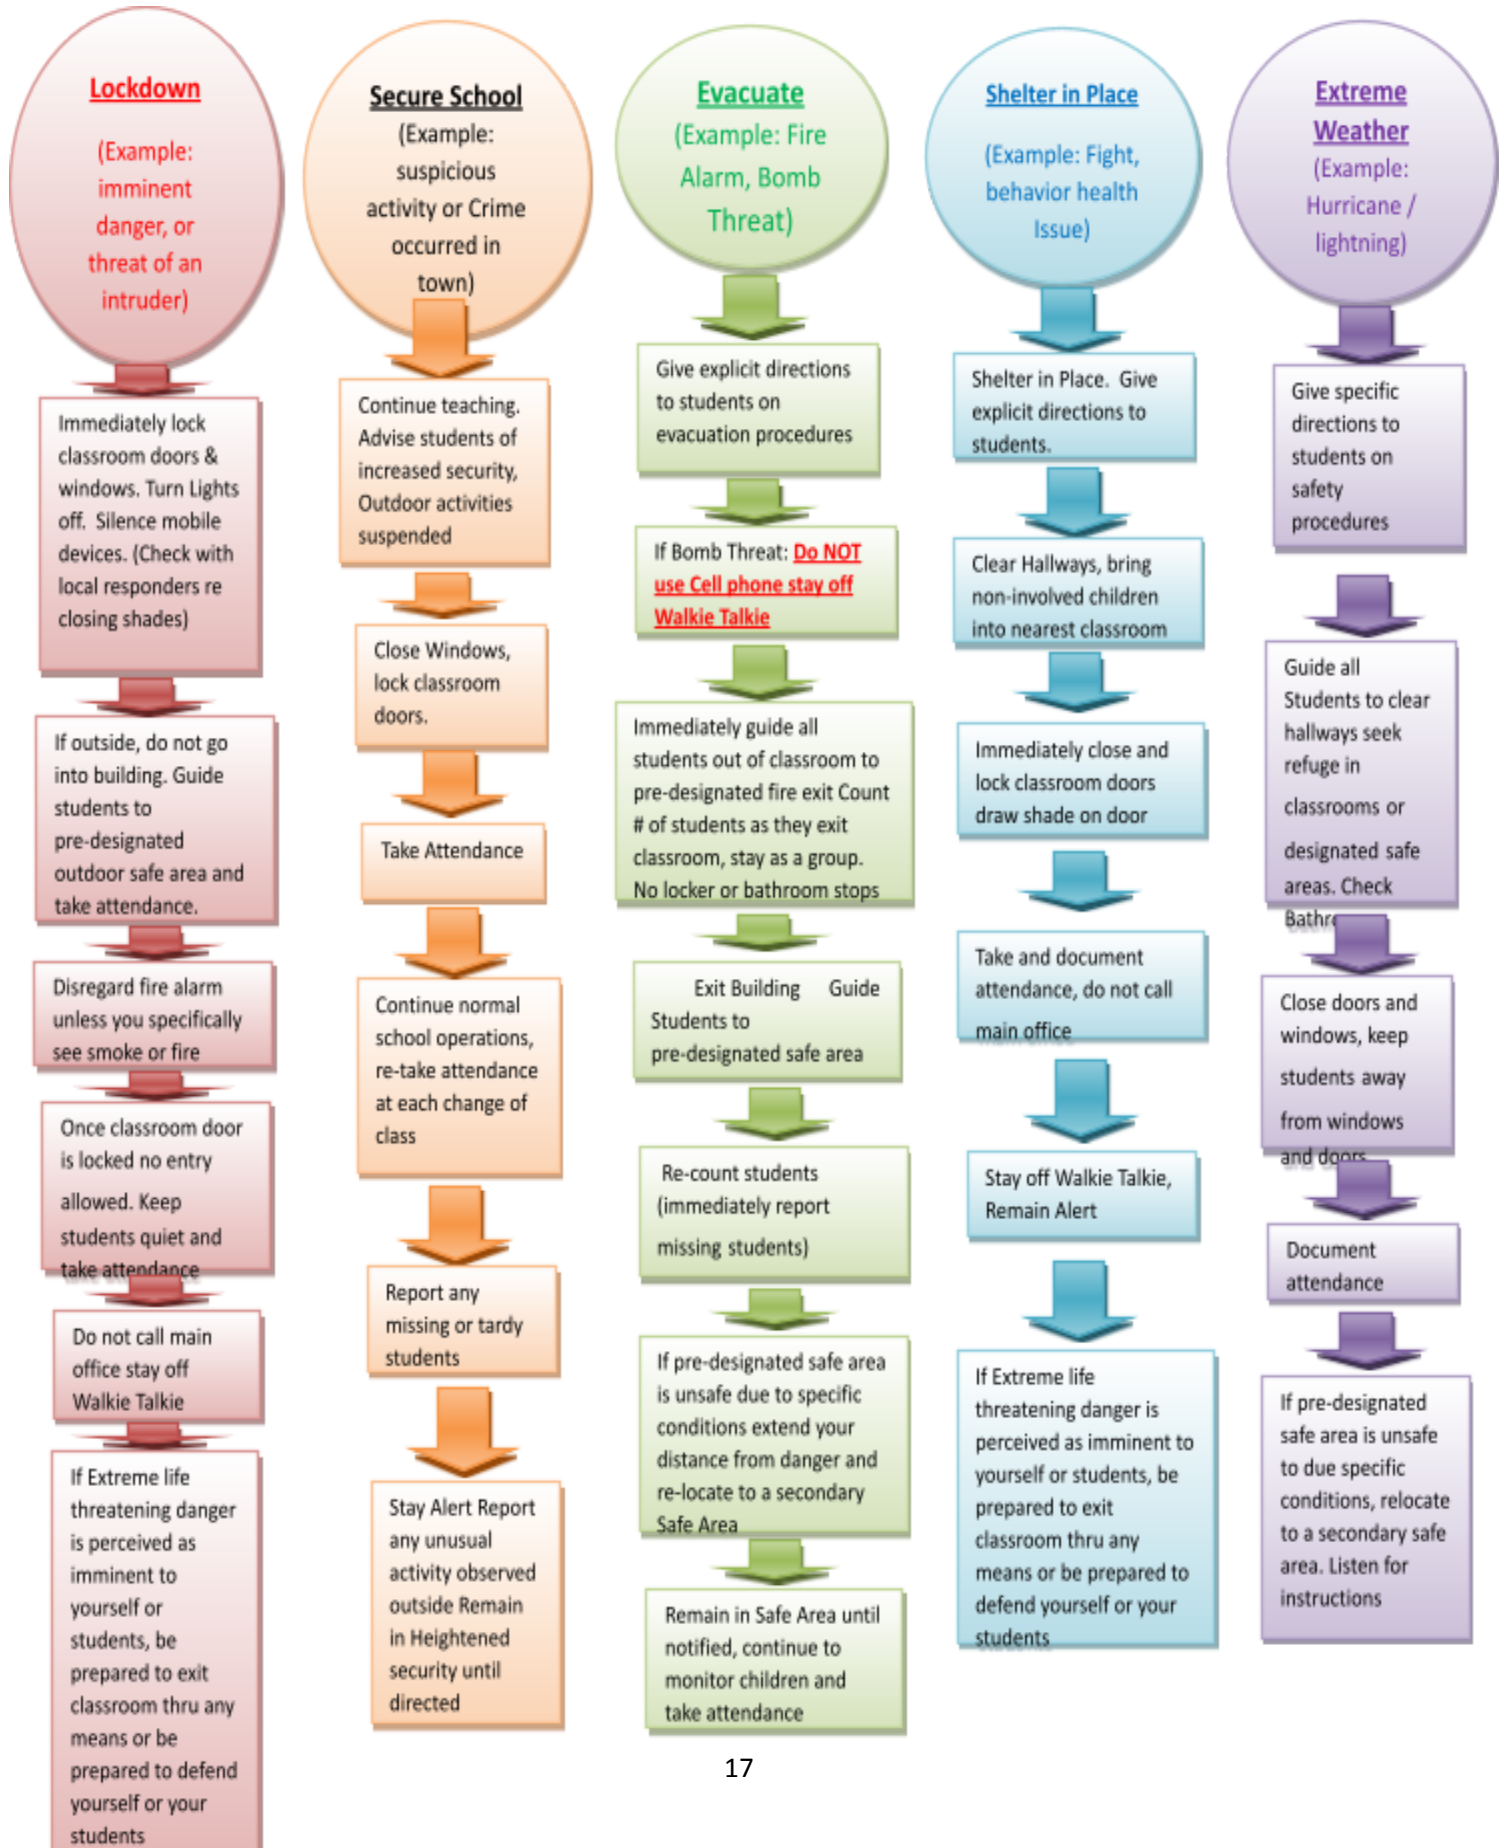 Lockdown
(Example:
imminent
danger, or
threat of an
intruder)
Immediately lock
classroom doors &
windows. Turn Lights
off. Silence mobile
devices. (Check with
local responders re
closing shades)
If outside, do not go
into building. Guide
students to
pre-designated
outdoor safe area and
take attendance.
Disregard fire alarm
unless you specifically
see smoke or fire
Once classroom door
is locked no entry
allowed. Keep
students quiet and
take attendance
Do not call main
office stay off
Walkie Talkie
If Extreme life
threatening danger
is perceived as
imminent to
yourself or
students, be
prepared to exit
classroom thru any
means or be
prepared to defend
yourself or your
students
Secure School
(Example:
suspicious
activity or Crime
occurred in
town)
Continue teaching.
Advise students of
increased security,
Outdoor activities
suspended
Close Windows,
lock classroom
doors.
Take Attendance
Continue normal
school operations,
re-take attendance
at each change of
class
Report any
missing or tardy
students
Stay Alert Report
any unusual
activity observed
outside Remain
in Heightened
security until
directed
Evacuate
(Example: Fire
Alarm, Bomb
Threat)
Give explicit directions
to students on
evacuation procedures
If Bomb Threat: Do NOT
use Cell phone stay off
Walkie Talkie
Immediately guide all
students out of classroom to
pre-designated fire exit Count
# of students as they exit
classroom, stay as a group.
No locker or bathroom stops
Exit Building Guide
Students to
pre-designated safe area
Re-count students
(immediately report
missing students)
If pre-designated safe area
is unsafe due to specific
conditions extend your
distance from danger and
re-locate to a secondary
Safe Area
Remain in Safe Area until
notified, continue to
monitor children and
take attendance
Shelter in Place
(Example: Fight,
behavior health
Issue)
Shelter in Place. Give
explicit directions to
students.
Clear Hallways, bring
non-involved children
into nearest classroom
Immediately close and
lock classroom doors
draw shade on door
Take and document
attendance, do not call
main office
Stay off Walkie Talkie,
Remain Alert
If Extreme life
threatening danger is
perceived as imminent to
yourself or students, be
prepared to exit
classroom thru any
means or be prepared to
defend yourself or your
students
Extreme
Weather
(Example:
Hurricane /
lightning)
Give specific
directions to
students on
safety
procedures
Guide all
Students to clear
hallways seek
refuge in
classrooms or
designated safe
areas. Check
Close doors and
windows, keep
students away
from windows
and doors
Document
attendance
If pre-designated
safe area is unsafe
to due specific
conditions, relocate
to a secondary safe
area. Listen for
instructions
17